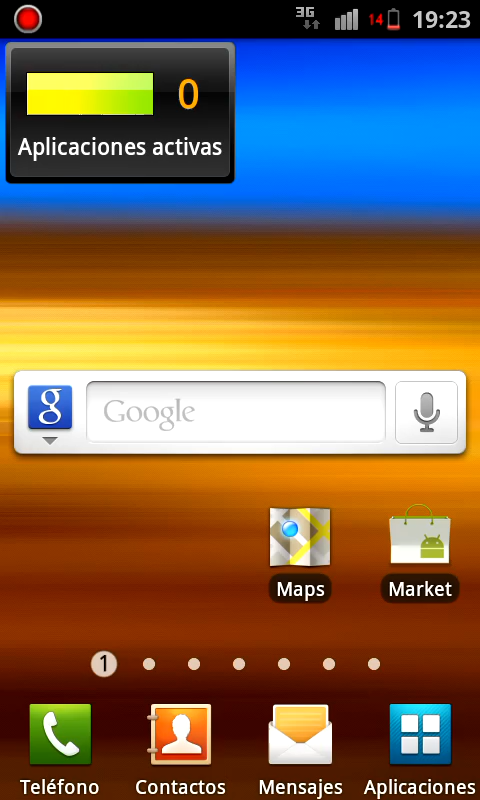 3G 14 19:23
0
Aplicaciones activas
g Google
Maps Market
1
Teléfono Contactos Mensajes Aplicaciones